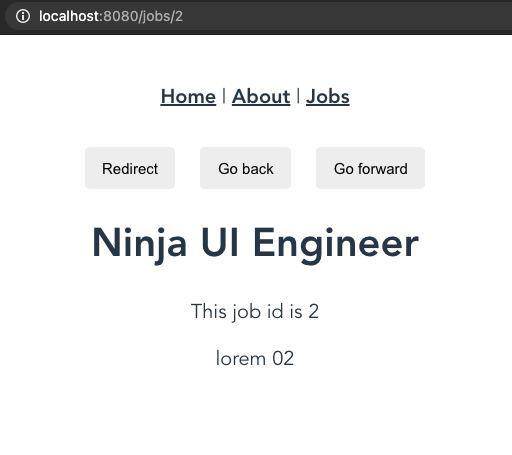 localhost:8080/jobs/2
Home | About | Jobs
Redirect Go back Go forward
Ninja UI Engineer
This job id is 2
lorem 02